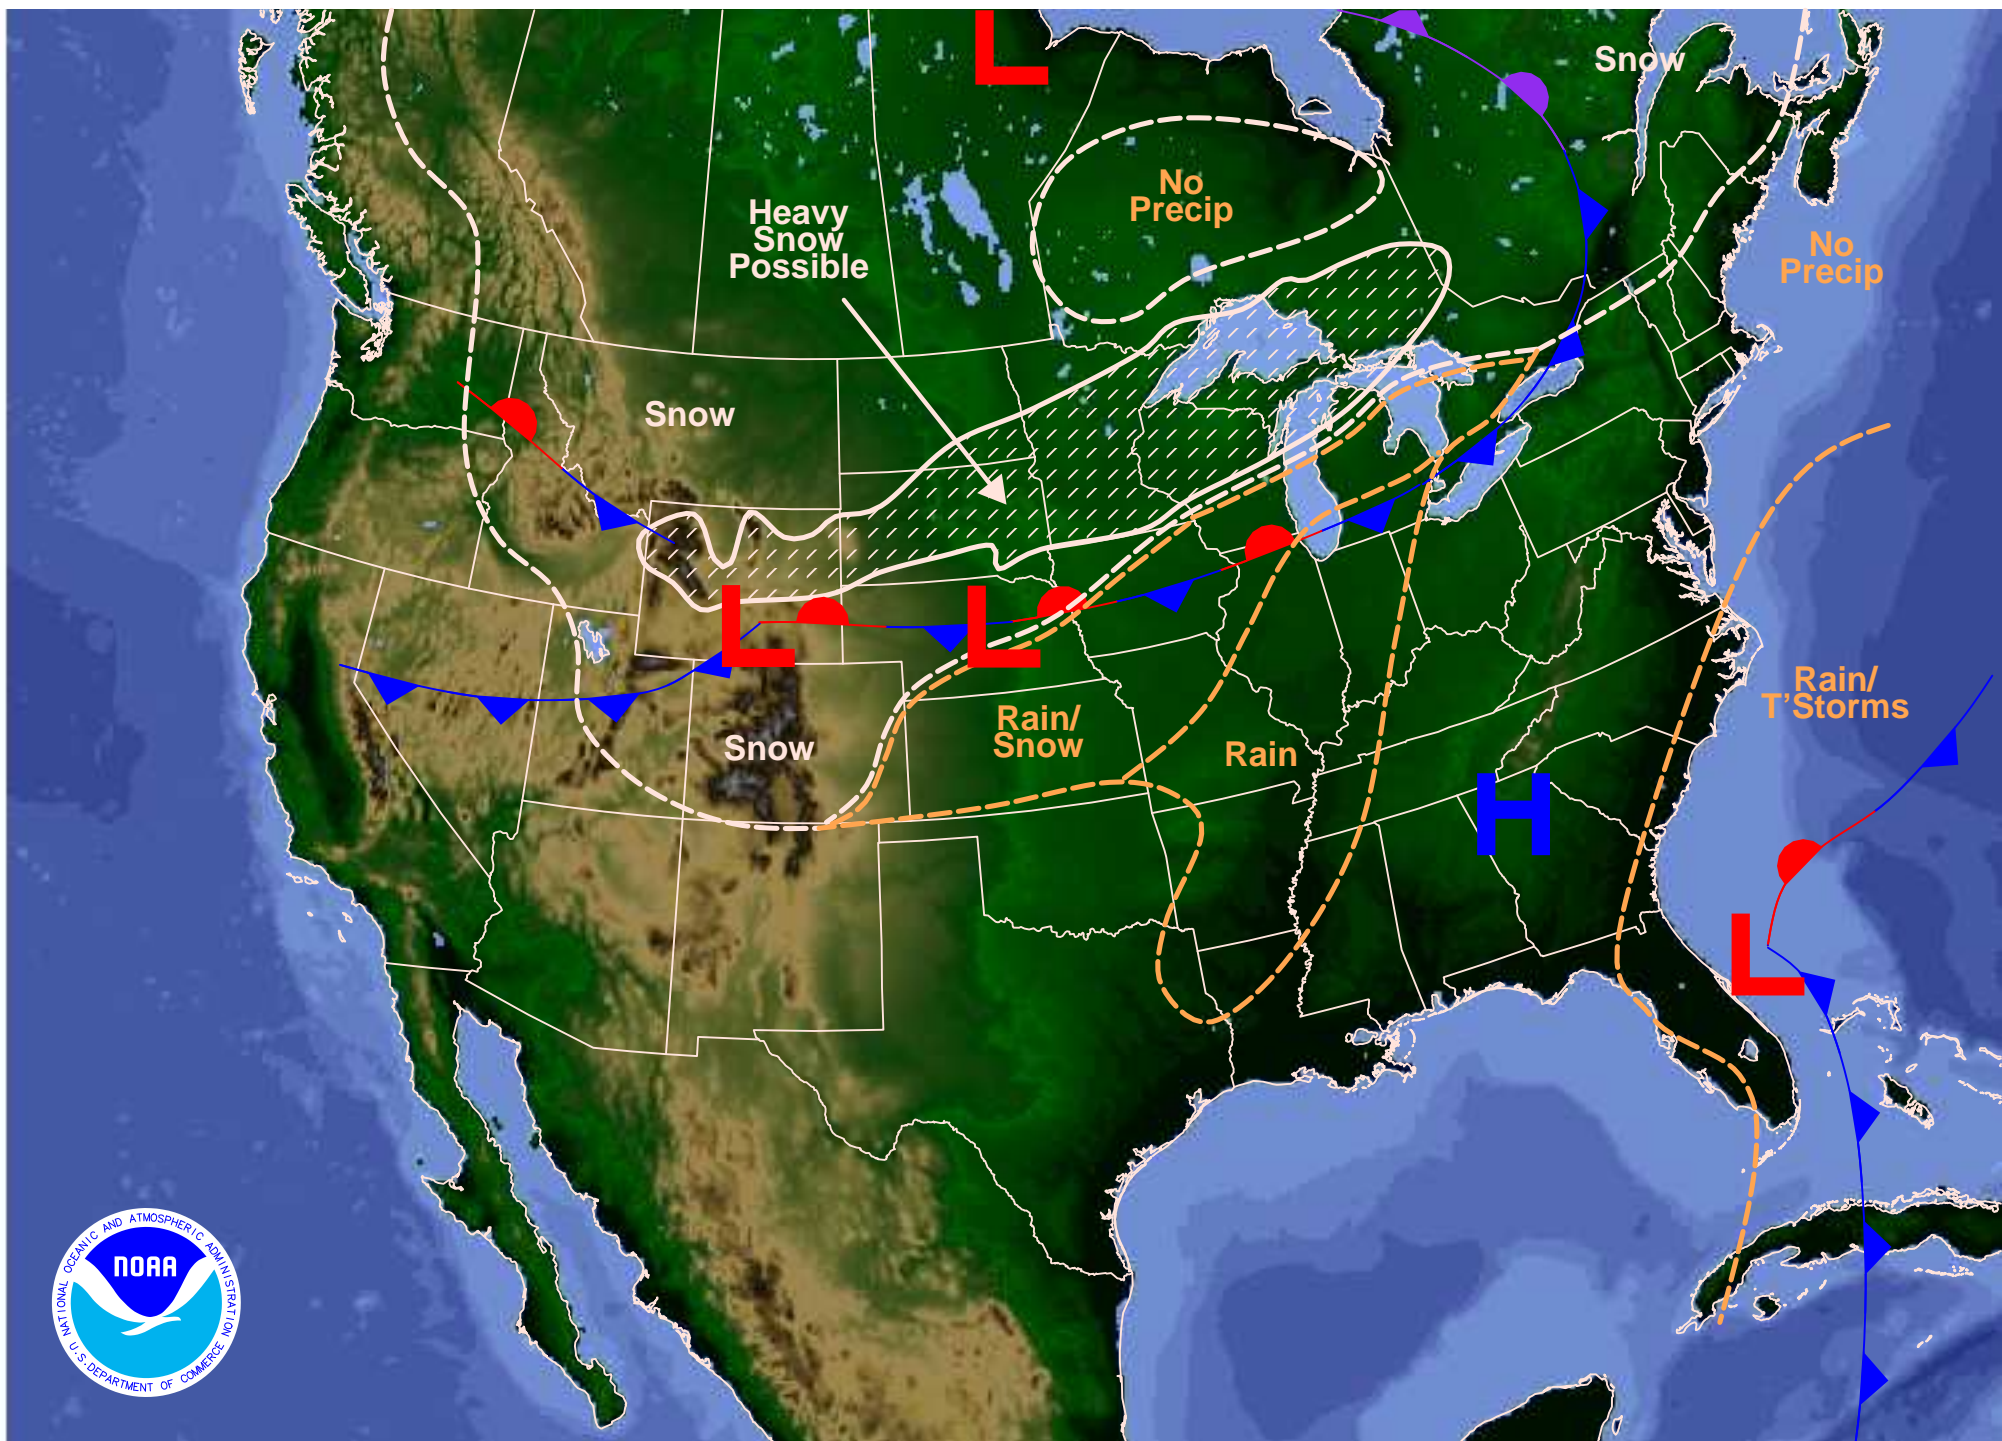 L
Snow
No
Precip
Heavy
Snow
Possible
No
Precip
Snow
L
L
Rain/
T'Storms
Rain/
Snow
Snow
Rain
H
L
NATIONAL OCEANIC AND ATMOSPHERIC ADMINISTRATION
NOAA
U.S. DEPARTMENT OF COMMERCE